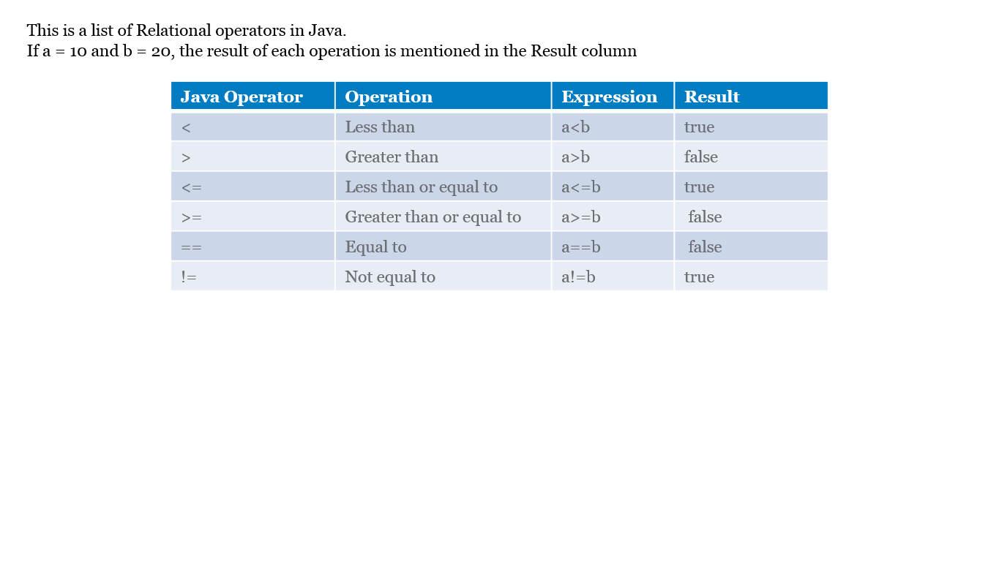 This is a list of Relational operators in Java.
If a = 10 and b = 20, the result of each operation is mentioned in the Result column
Java Operator Operation Expression Result
< Less than a<b true
> Greater than a>b false
<= Less than or equal to a<=b true
>= Greater than or equal to a>=b false
== Equal to a==b false
!= Not equal to a!=b true